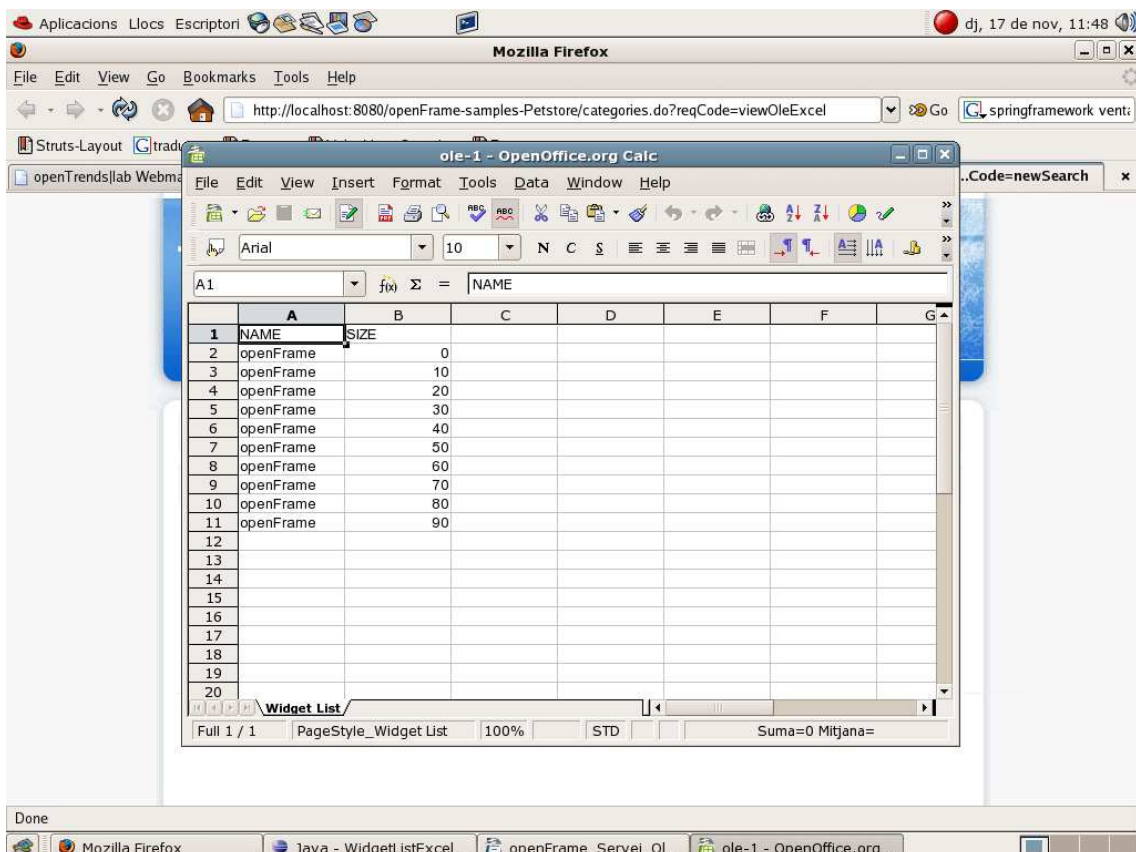 Aplicacions Llocs Escriptori
dj, 17 de nov, 11:48
Mozilla Firefox
File Edit View Go Bookmarks Tools Help
http://localhost:8080/openFrame-samples-Petstore/categories.do?reqCode=viewOleExcel
Go
springframework
Struts-Layout
openTrends|lab
..Code=newSearch
ole-1 - OpenOffice.org Calc
File Edit View Insert Format Tools Data Window Help
Arial 10 N C S
A1 f(x) Σ = NAME
A B C D E F G
1 NAME SIZE
2 openFrame 0
3 openFrame 10
4 openFrame 20
5 openFrame 30
6 openFrame 40
7 openFrame 50
8 openFrame 60
9 openFrame 70
10 openFrame 80
11 openFrame 90
12
13
14
15
16
17
18
19
20
Widget List
Full 1 / 1 PageStyle_Widget List 100% STD Suma=0 Mitjana=
Done
Mozilla Firefox
Java - WidgetListExcel
openFrame_Servei_Ol
ole-1 - OpenOffice.org